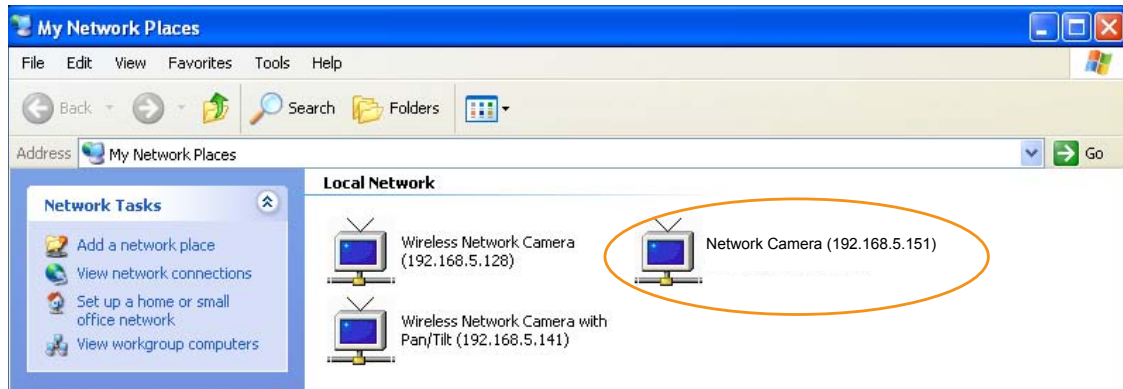 My Network Places
File Edit View Favorites Tools Help
Back Search Folders
Address My Network Places Go
Network Tasks
Add a network place
View network connections
Set up a home or small
office network
View workgroup computers
Local Network
Wireless Network Camera
(192.168.5.128)
Network Camera (192.168.5.151)
Wireless Network Camera with
Pan/Tilt (192.168.5.141)